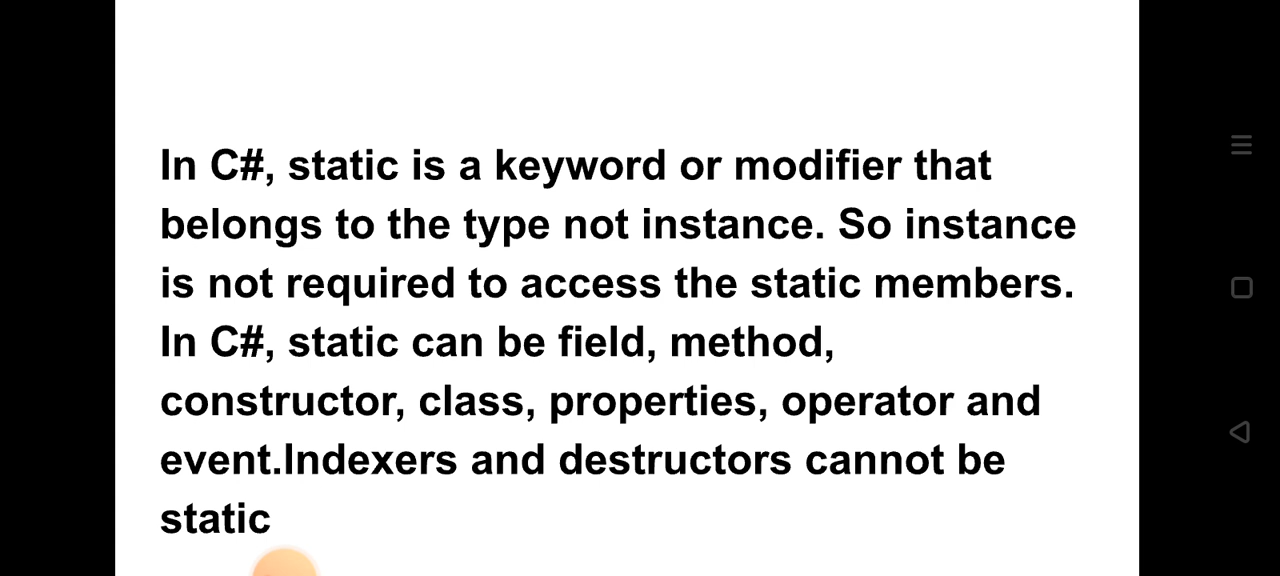 In C#, static is a keyword or modifier that
belongs to the type not instance. So instance
is not required to access the static members.
In C#, static can be field, method,
constructor, class, properties, operator and
event.Indexers and destructors cannot be
static